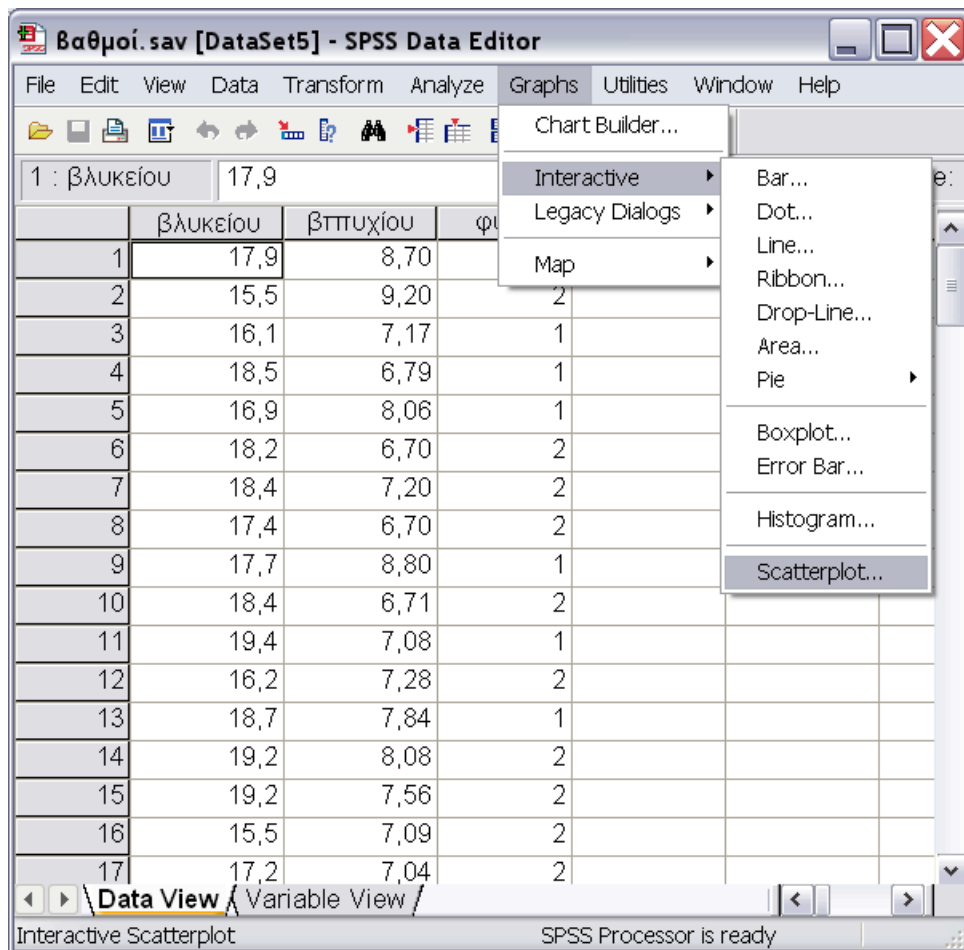 βαθμοί.sav [DataSet5] - SPSS Data Editor
File Edit View Data Transform Analyze Graphs Utilities Window Help
1 : βλυκείου 17,9
βλυκείου βπτυχίου
1 17,9 8,70
2 15,5 9,20 2
3 16,1 7,17 1
4 18,5 6,79 1
5 16,9 8,06 1
6 18,2 6,70 2
7 18,4 7,20 2
8 17,4 6,70 2
9 17,7 8,80 1
10 18,4 6,71 2
11 19,4 7,08 1
12 16,2 7,28 2
13 18,7 7,84 1
14 19,2 8,08 2
15 19,2 7,56 2
16 15,5 7,09 2
17 17,2 7,04 2
Chart Builder...
Interactive
Legacy Dialogs
Map
Bar...
Dot...
Line...
Ribbon...
Drop-Line...
Area...
Pie
Boxplot...
Error Bar...
Histogram...
Scatterplot...
Data View Variable View
Interactive Scatterplot SPSS Processor is ready